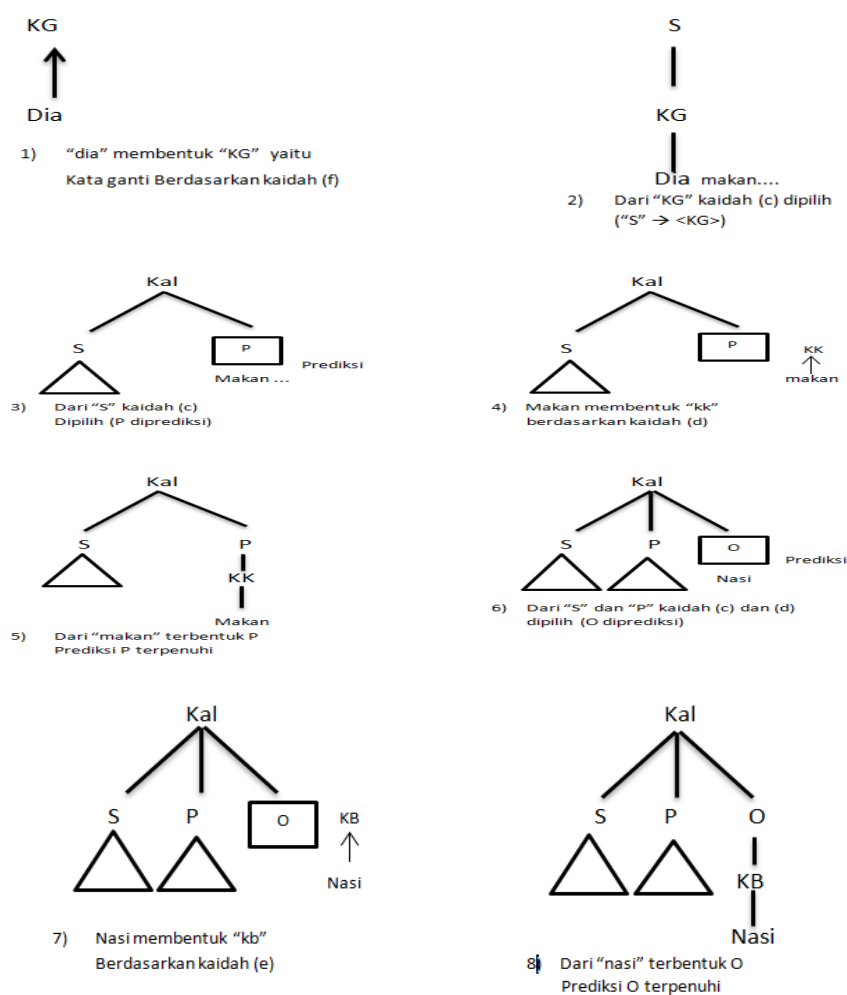 KG
Dia
1) “dia” membentuk “KG” yaitu
Kata ganti Berdasarkan kaidah (f)
S
KG
Dia makan....
2) Dari “KG” kaidah (c) dipilih
(“S” → <KG>)
Kal
S
P
Prediksi
Makan ...
3) Dari “S” kaidah (c)
Dipilih (P diprediksi)
Kal
S
P
KK
makan
4) Makan membentuk “kk”
berdasarkan kaidah (d)
Kal
S
P
KK
Makan
5) Dari “makan” terbentuk P
Prediksi P terpenuhi
Kal
S
P
O
Prediksi
Nasi
6) Dari “S” dan “P” kaidah (c) dan (d)
dipilih (O diprediksi)
Kal
S
P
O
KB
Nasi
7) Nasi membentuk “kb”
Berdasarkan kaidah (e)
Kal
S
P
O
KB
Nasi
8) Dari “nasi” terbentuk O
Prediksi O terpenuhi